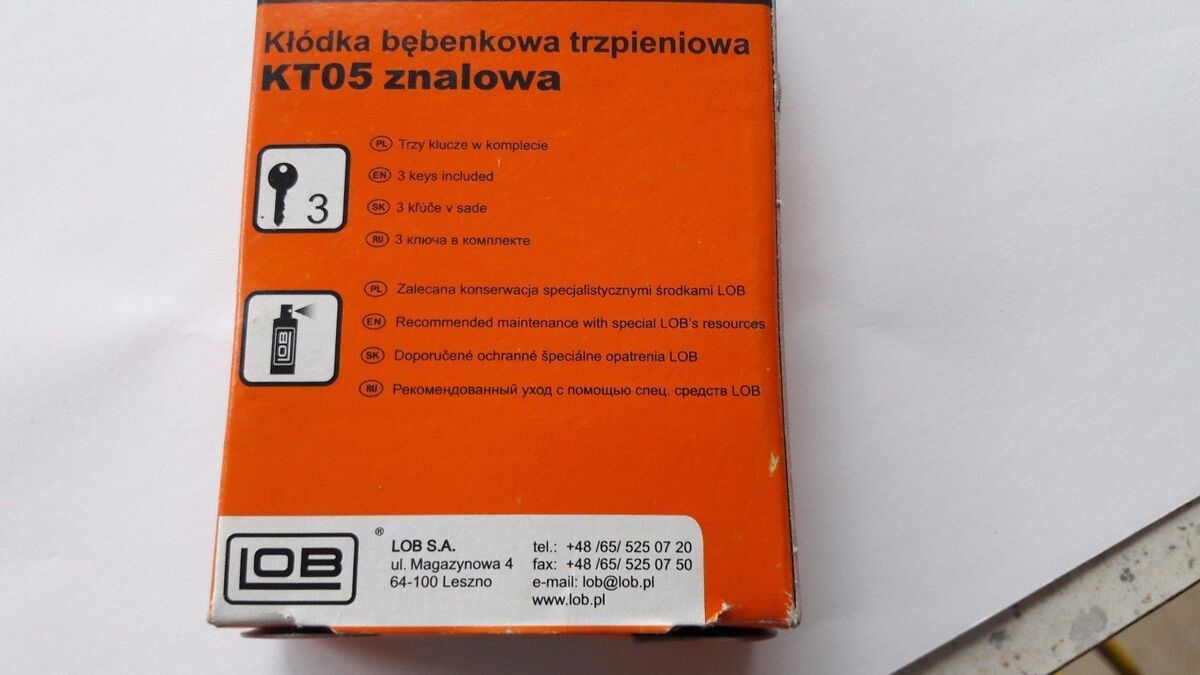 Kłódka bębenkowa trzpieniowa
KT05 znalowa
3
PL Trzy klucze w komplecie
EN 3 keys included
SK 3 kľúče v sade
RU 3 ключа в комплекте
LOB
PL Zalecana konserwacja specjalistycznymi środkami LOB
EN Recommended maintenance with special LOB's resources
SK Doporučené ochranné špeciálne opatrenia LOB
RU Рекомендованный уход с помощью спец. средств LOB
LOB ®
LOB S.A.
ul. Magazynowa 4
64-100 Leszno
tel.: +48 /65/ 525 07 20
fax: +48 /65/ 525 07 50
e-mail: lob@lob.pl
www.lob.pl